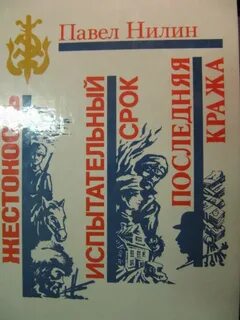 Павел Нилин
ЖЕСТОКОСТЬ
ИСПЫТАТЕЛЬНЫЙ
СРОК
ПОСЛЕДНЯЯ
КРАЖА